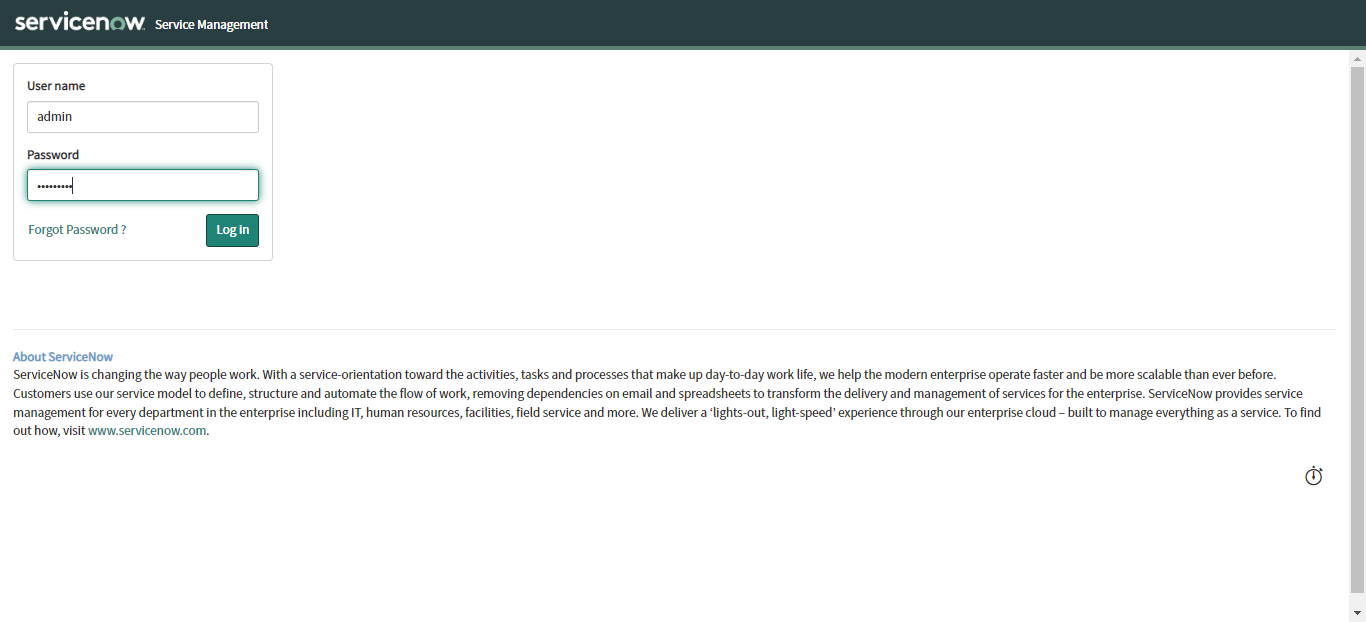 servicenow. Service Management
User name
admin
Password
•••••••••
Forgot Password ?
Log in
About ServiceNow
ServiceNow is changing the way people work. With a service-orientation toward the activities, tasks and processes that make up day-to-day work life, we help the modern enterprise operate faster and be more scalable than ever before.
Customers use our service model to define, structure and automate the flow of work, removing dependencies on email and spreadsheets to transform the delivery and management of services for the enterprise. ServiceNow provides service
management for every department in the enterprise including IT, human resources, facilities, field service and more. We deliver a ‘lights-out, light-speed’ experience through our enterprise cloud – built to manage everything as a service. To find
out how, visit www.servicenow.com.